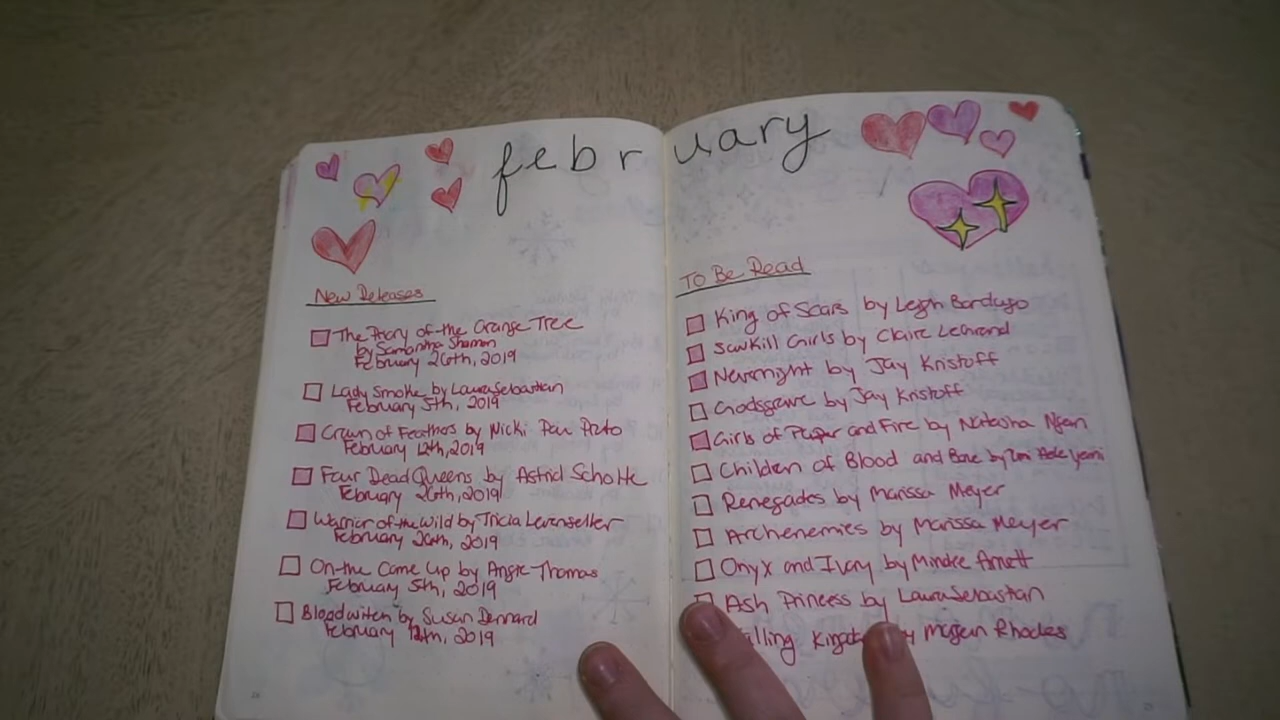 february
New Releases
The Priory of the Orange Tree
by Samantha Shannon
February 26th, 2019
Lady Smoke by Laura Sebastian
February 5th, 2019
Crown of Feathers by Nicki Pau Preto
February 12th, 2019
Four Dead Queens by Astrid Scholte
February 26th, 2019
Warrior of the Wild by Tricia Levenseller
February 26th, 2019
On the Come Up by Angie Thomas
February 5th, 2019
Bloodwitch by Susan Dennard
February 12th, 2019
To Be Read
King of Scars by Leigh Bardugo
Sawkill Girls by Claire Legrand
Nevernight by Jay Kristoff
Godsgrave by Jay Kristoff
Girls of Paper and Fire by Natasha Ngan
Children of Blood and Bone by Tomi Adeyemi
Renegades by Marissa Meyer
Archenemies by Marissa Meyer
Onyx and Ivory by Mindee Arnett
Ash Princess by Laura Sebastian
by Morgan Rhodes